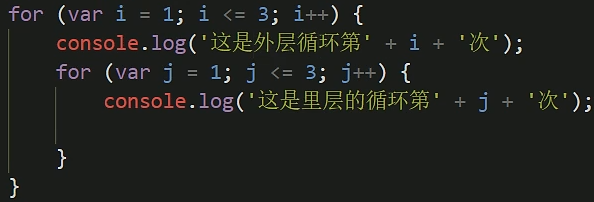 for (var i = 1; i <= 3; i++) {
    console.log('这是外层循环第' + i + '次');
    for (var j = 1; j <= 3; j++) {
        console.log('这是里层的循环第' + j + '次');
    }
}